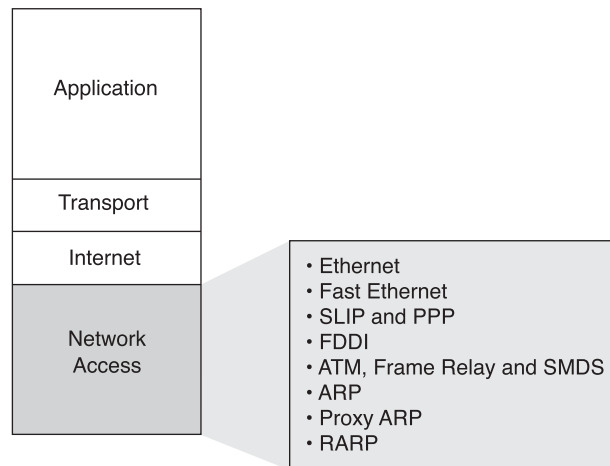 Application
Transport
Internet
Network
Access
• Ethernet
• Fast Ethernet
• SLIP and PPP
• FDDI
• ATM, Frame Relay and SMDS
• ARP
• Proxy ARP
• RARP